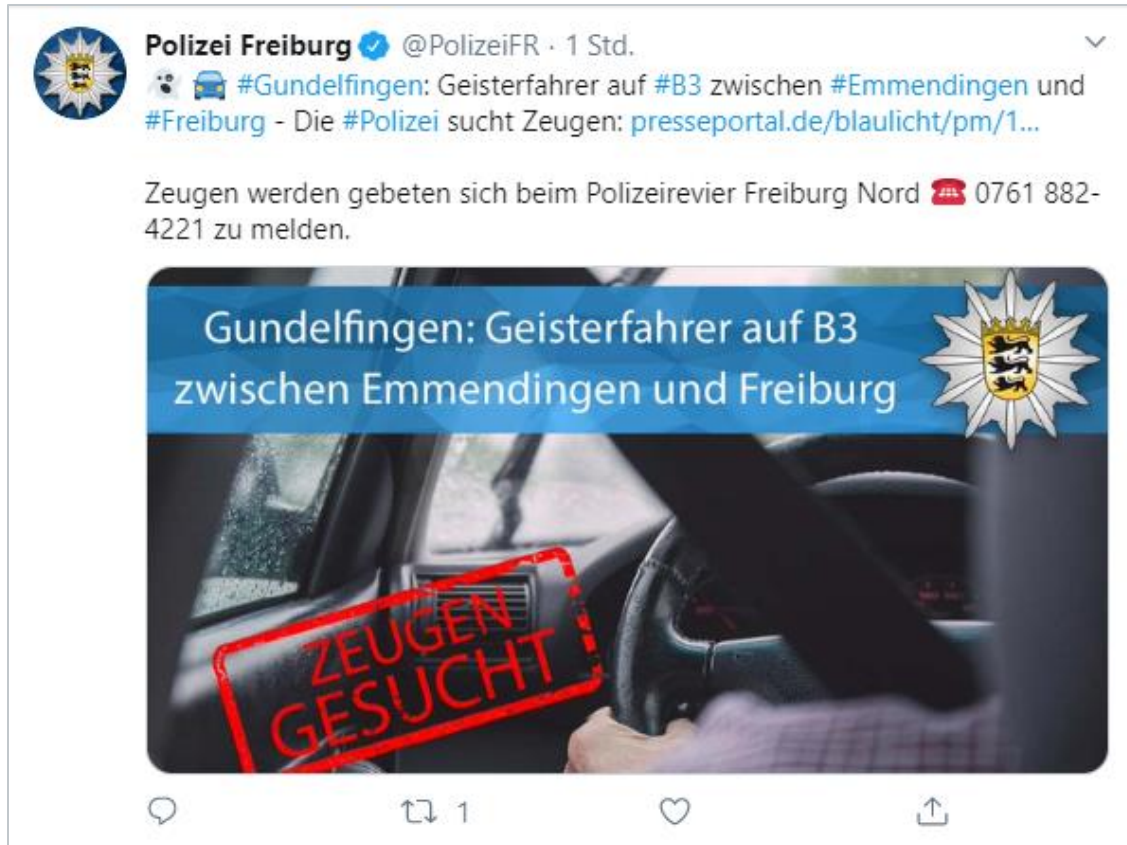 Polizei Freiburg @PolizeiFR · 1 Std.
#Gundelfingen: Geisterfahrer auf #B3 zwischen #Emmendingen und
#Freiburg - Die #Polizei sucht Zeugen: presseportal.de/blaulicht/pm/1...
Zeugen werden gebeten sich beim Polizeirevier Freiburg Nord ☎ 0761 882-
4221 zu melden.
Gundelfingen: Geisterfahrer auf B3
zwischen Emmendingen und Freiburg
ZEUGEN
GESUCHT
1